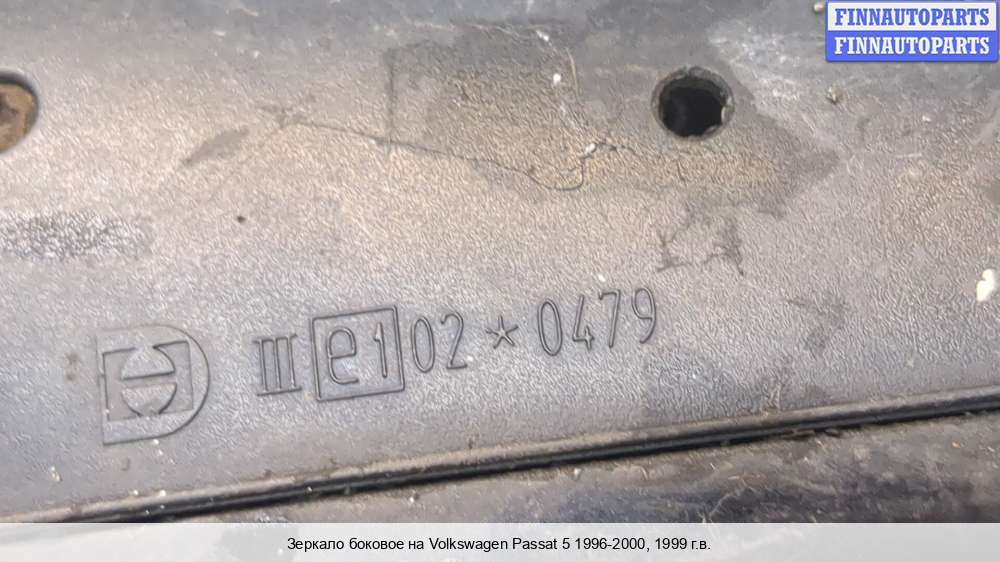 FINNAUTOPARTS
FINNAUTOPARTS
III e1 02 ★ 0479
Зеркало боковое на Volkswagen Passat 5 1996-2000, 1999 г.в.